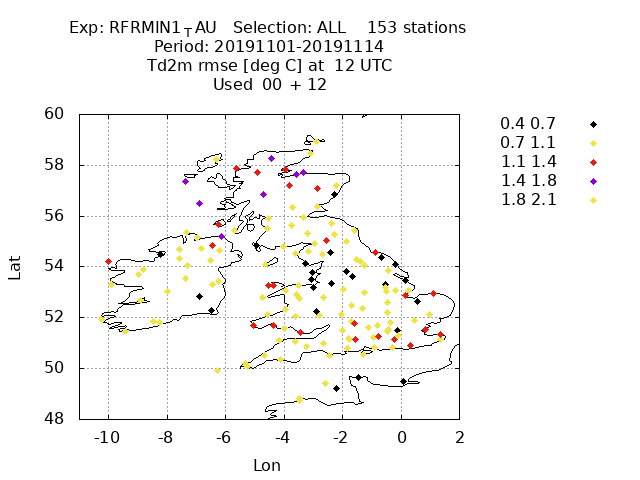 Exp: RFRMIN1_TAU   Selection: ALL    153 stations
Period: 20191101-20191114
Td2m rmse [deg C] at  12 UTC
Used  00 + 12
0.4 0.7
0.7 1.1
1.1 1.4
1.4 1.8
1.8 2.1
60
58
56
54
52
50
48
Lat
-10 -8 -6 -4 -2 0 2
Lon